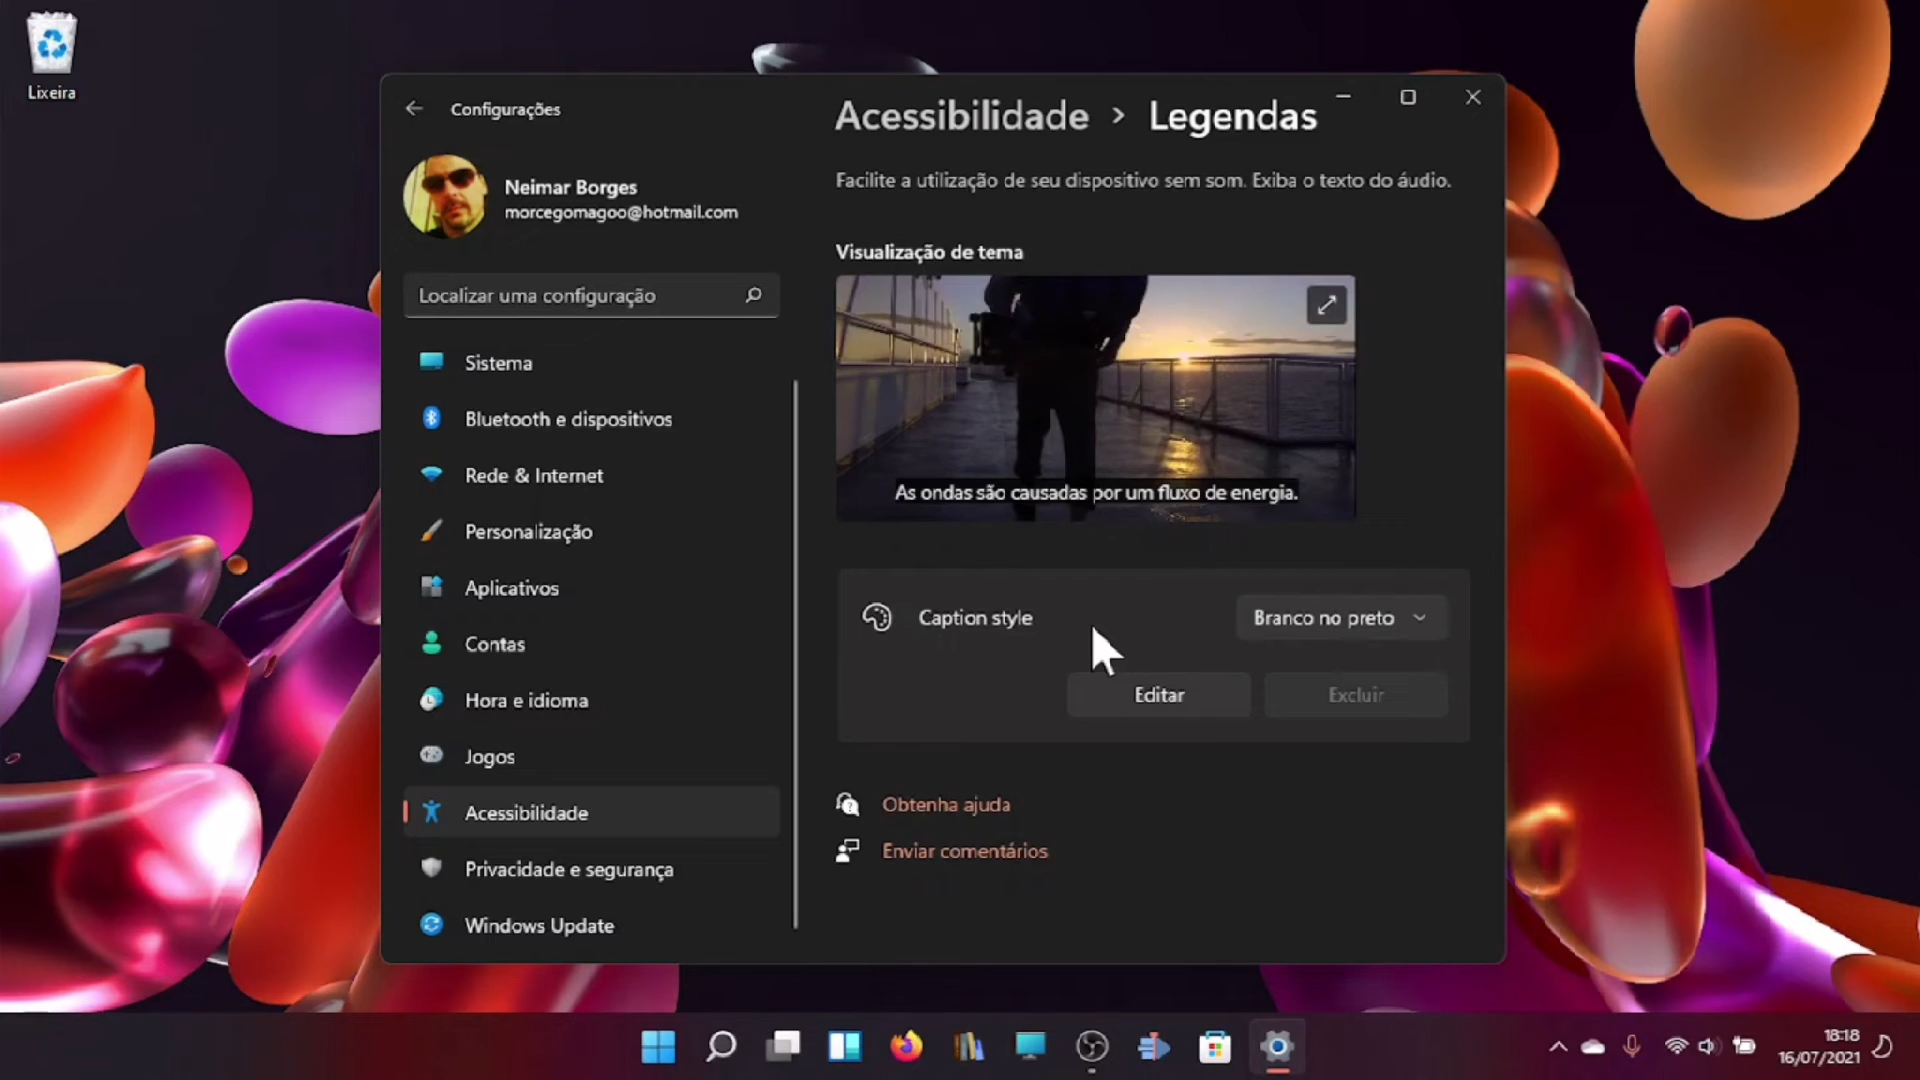 Lixeira
Configurações
Neimar Borges
morcegomagoo@hotmail.com
Localizar uma configuração
Sistema
Bluetooth e dispositivos
Rede & Internet
Personalização
Aplicativos
Contas
Hora e idioma
Jogos
Acessibilidade
Privacidade e segurança
Windows Update
Acessibilidade > Legendas
Facilite a utilização de seu dispositivo sem som. Exiba o texto do áudio.
Visualização de tema
As ondas são causadas por um fluxo de energia.
Caption style
Branco no preto
Editar
Excluir
Obtenha ajuda
Enviar comentários
18:18
16/07/2021